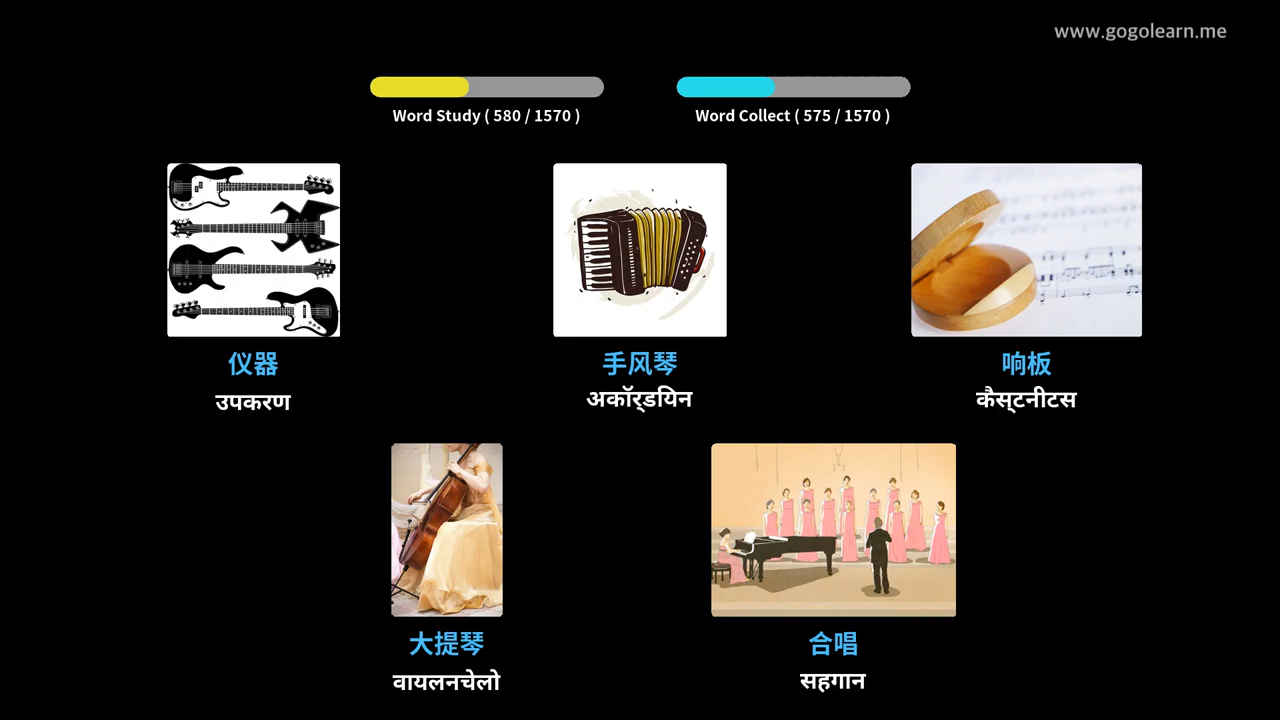 www.gogolearn.me
Word Study ( 580 / 1570 )
Word Collect ( 575 / 1570 )
仪器
उपकरण
手风琴
अकॉर्डयिन
响板
कैस्टनीटस
大提琴
वायलनचेलो
合唱
सहगान